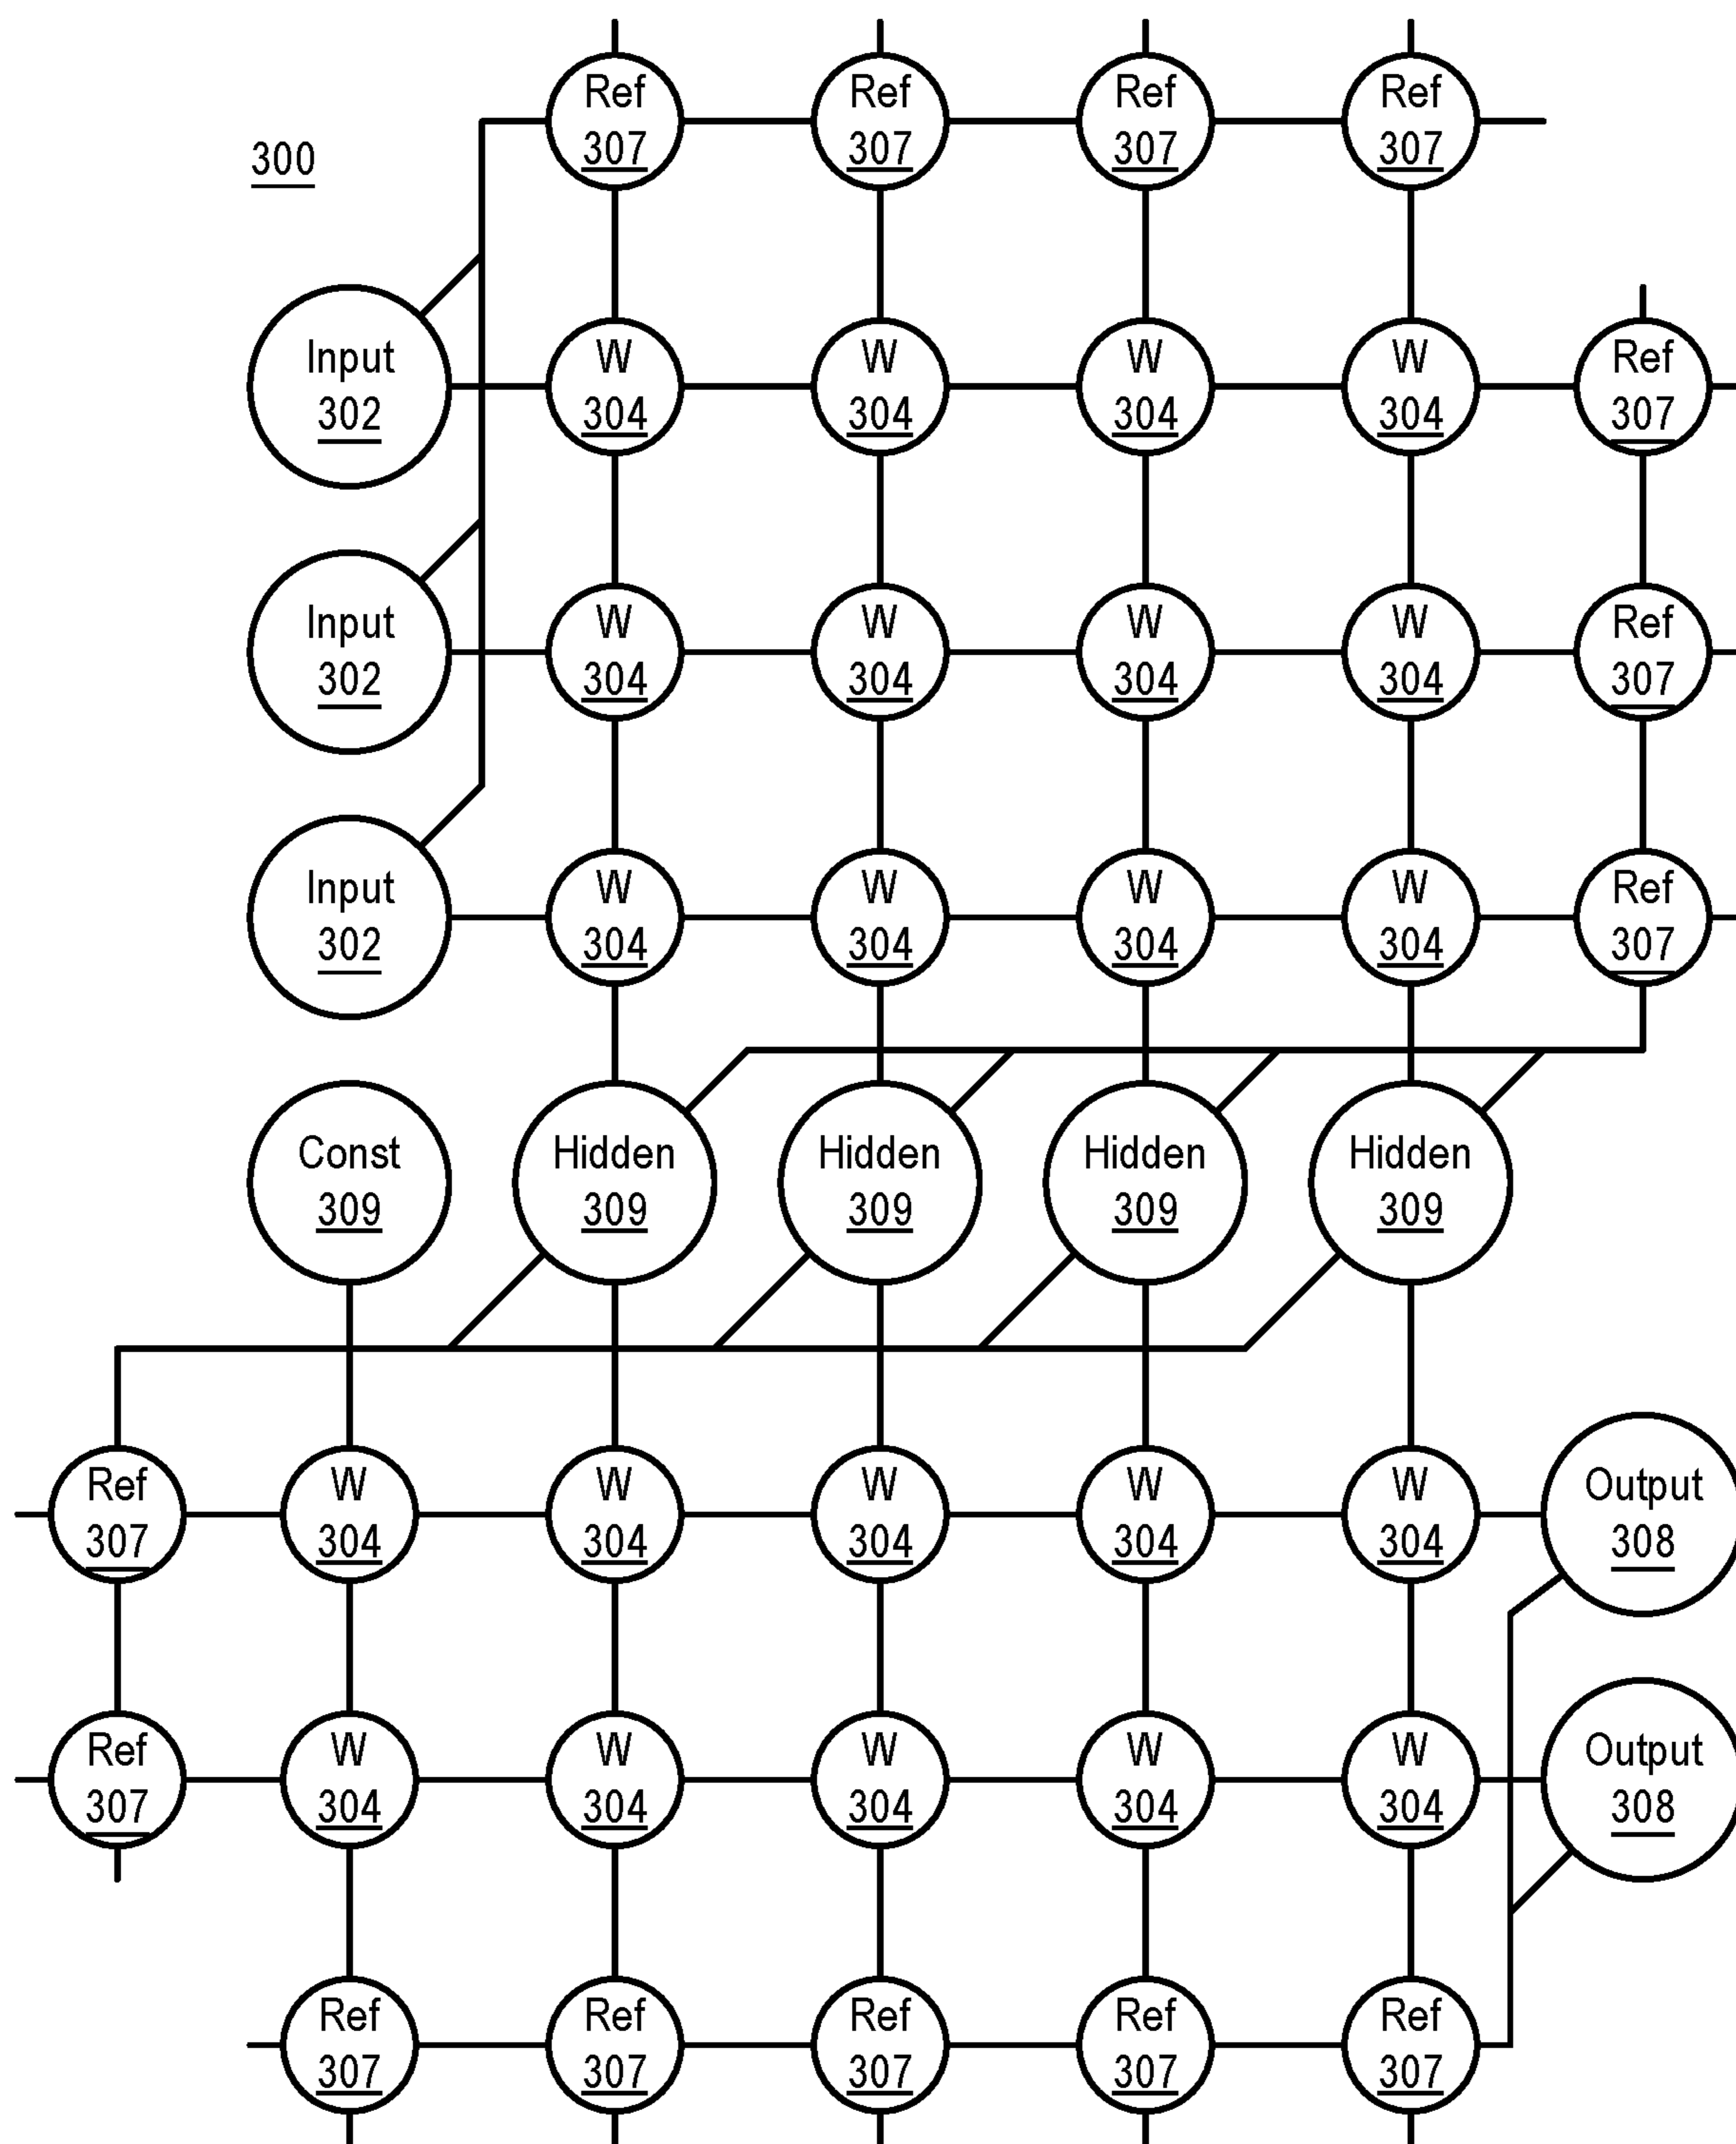 Ref Ref Ref Ref
307 307 307 307
300
Input W W W W Ref
302 304 304 304 304 307
Input W W W W Ref
302 304 304 304 304 307
Input W W W W Ref
302 304 304 304 304 307
Const Hidden Hidden Hidden Hidden
309 309 309 309 309
Ref W W W W W Output
307 304 304 304 304 304 308
Ref W W W W W Output
307 304 304 304 304 304 308
Ref Ref Ref Ref Ref
307 307 307 307 307